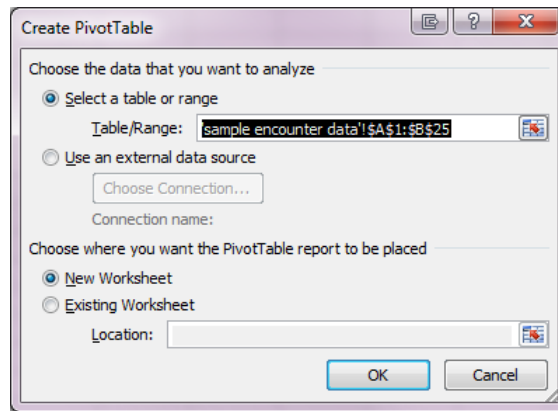 Create PivotTable
Choose the data that you want to analyze
Select a table or range
Table/Range: 'sample encounter data'!$A$1:$B$25
Use an external data source
Choose Connection...
Connection name:
Choose where you want the PivotTable report to be placed
New Worksheet
Existing Worksheet
Location:
OK Cancel